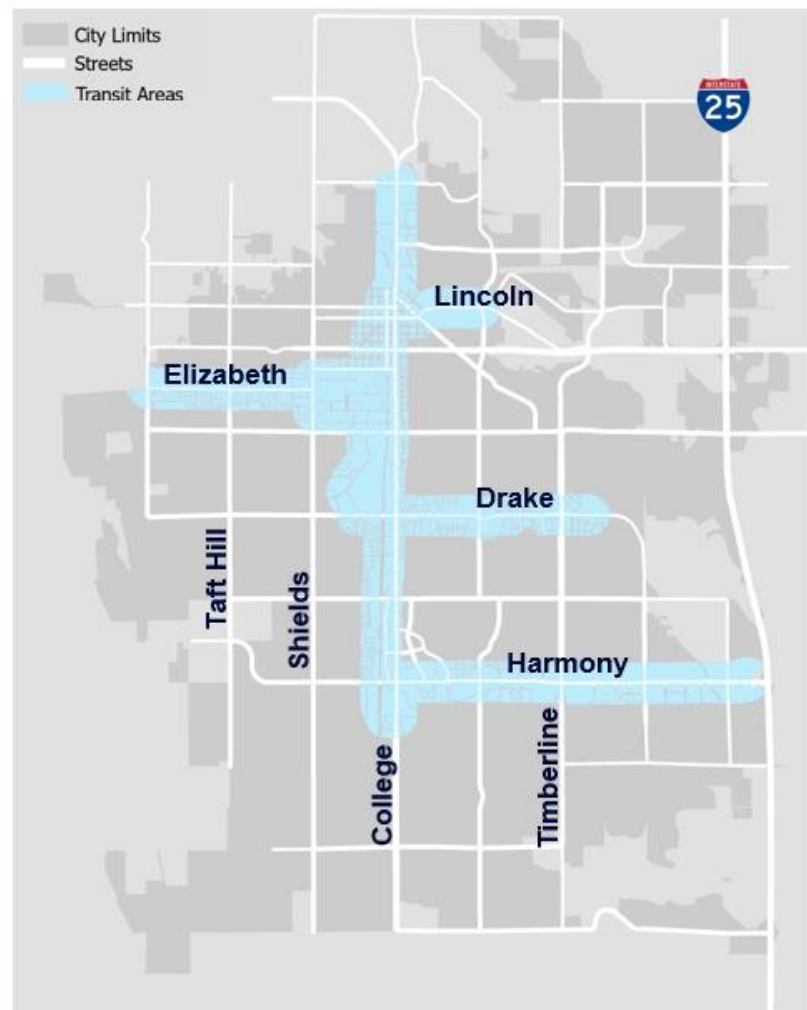 City Limits
Streets
Transit Areas
INTERSTATE
25
Lincoln
Elizabeth
Drake
Taft Hill
Shields
Harmony
College
Timberline